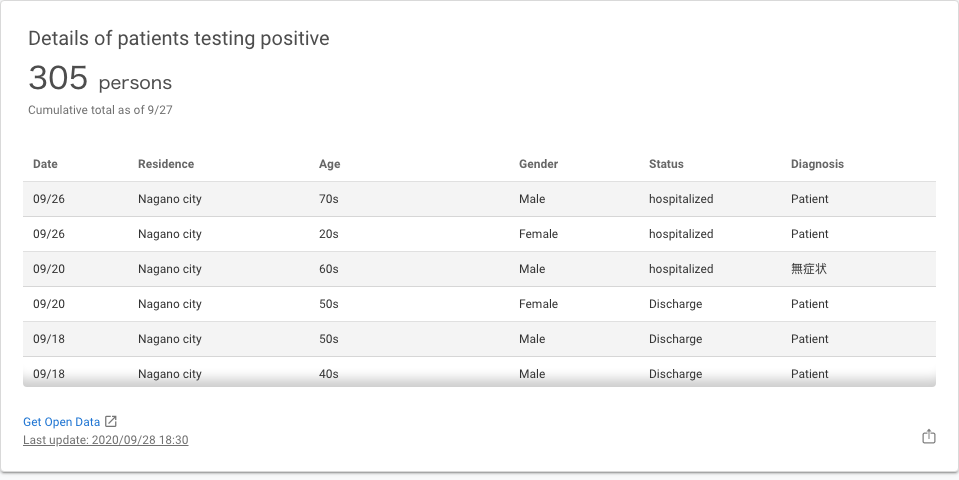 Details of patients testing positive
305 persons
Cumulative total as of 9/27
Date Residence Age Gender Status Diagnosis
09/26 Nagano city 70s Male hospitalized Patient
09/26 Nagano city 20s Female hospitalized Patient
09/20 Nagano city 60s Male hospitalized 無症状
09/20 Nagano city 50s Female Discharge Patient
09/18 Nagano city 50s Male Discharge Patient
09/18 Nagano city 40s Male Discharge Patient
Get Open Data
Last update: 2020/09/28 18:30